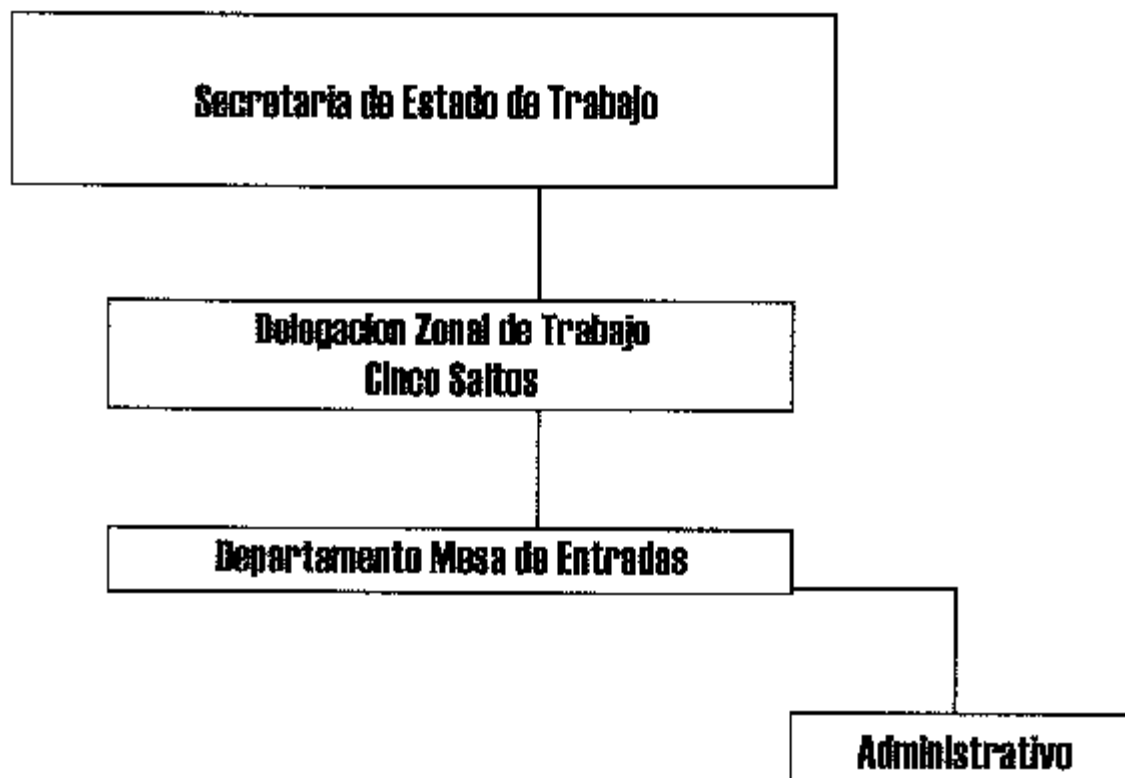 Secretaria de Estado de Trabajo
Delegacion Zonal de Trabajo
Cinco Saltos
Departamento Mesa de Entradas
Administrativo